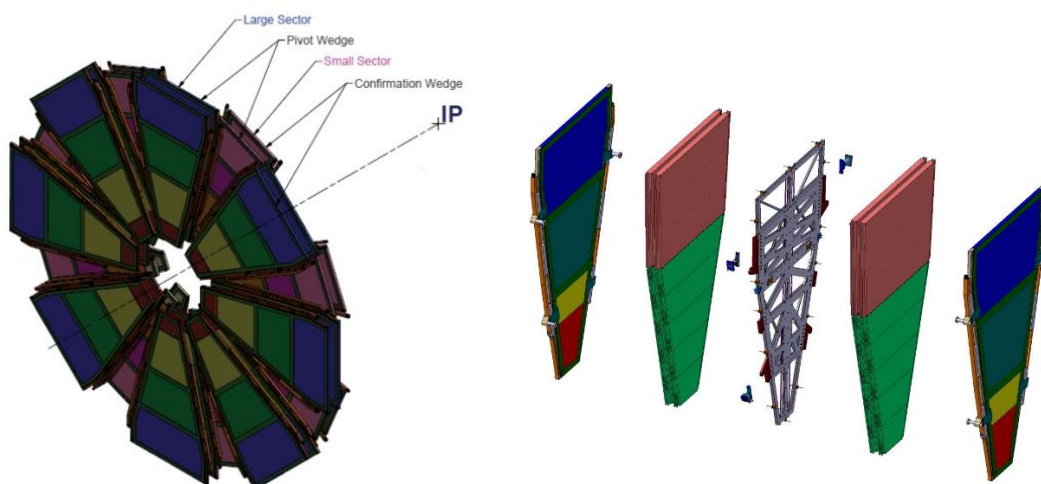 Large Sector
Pivot Wedge
Small Sector
Confirmation Wedge
IP